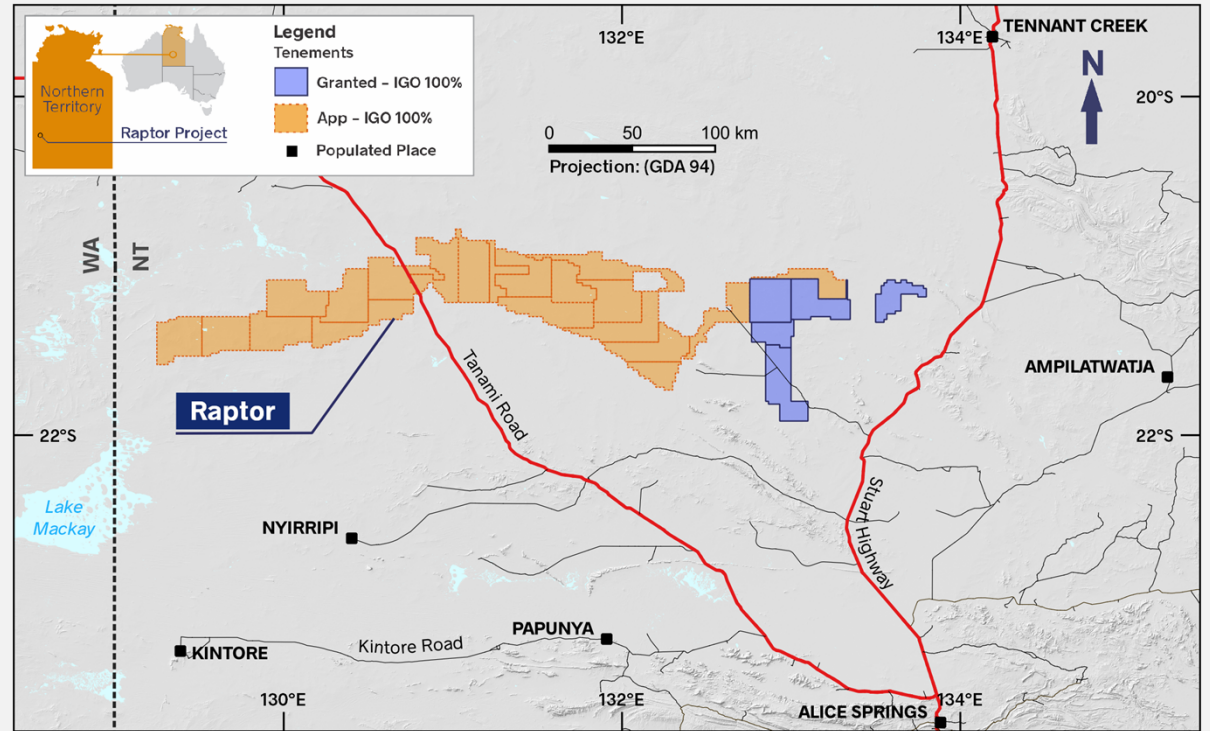 Legend
Tenements
Granted – IGO 100%
App – IGO 100%
Populated Place
Northern
Territory
Raptor Project
132°E
134°E
TENNANT CREEK
N
20°S
20°S
0 50 100 km
Projection: (GDA 94)
WA
NT
Raptor
Tanami Road
AMPILATWATJA
22°S
22°S
Lake
Mackay
NYIRRIPI
Stuart Highway
PAPUNYA
Kintore Road
KINTORE
130°E
132°E
134°E
ALICE SPRINGS